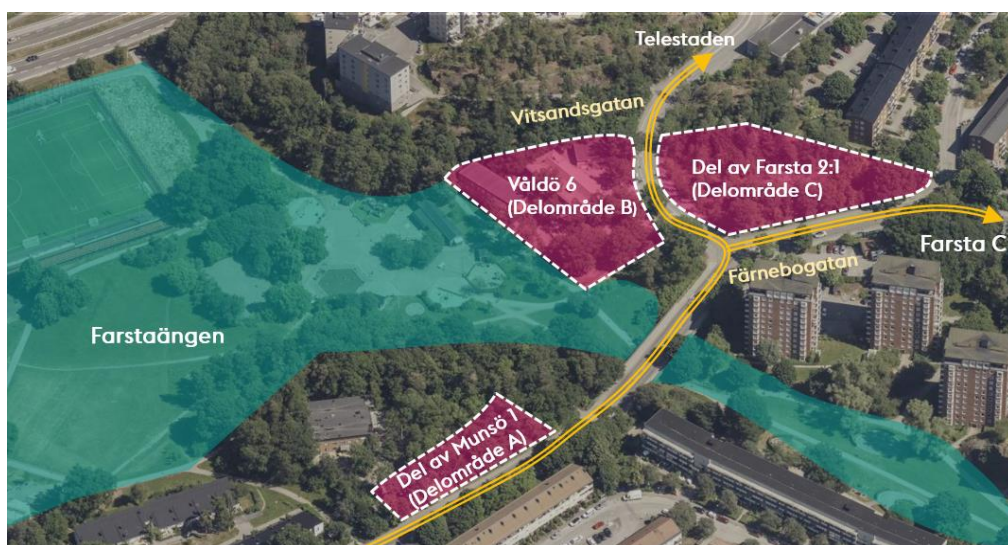 Telestaden
Vitsandsgatan
Våldö 6
(Delområde B)
Del av Farsta 2:1
(Delområde C)
Farsta C
Färnebogatan
Farstaängen
Del av Munsö 1
(Delområde A)